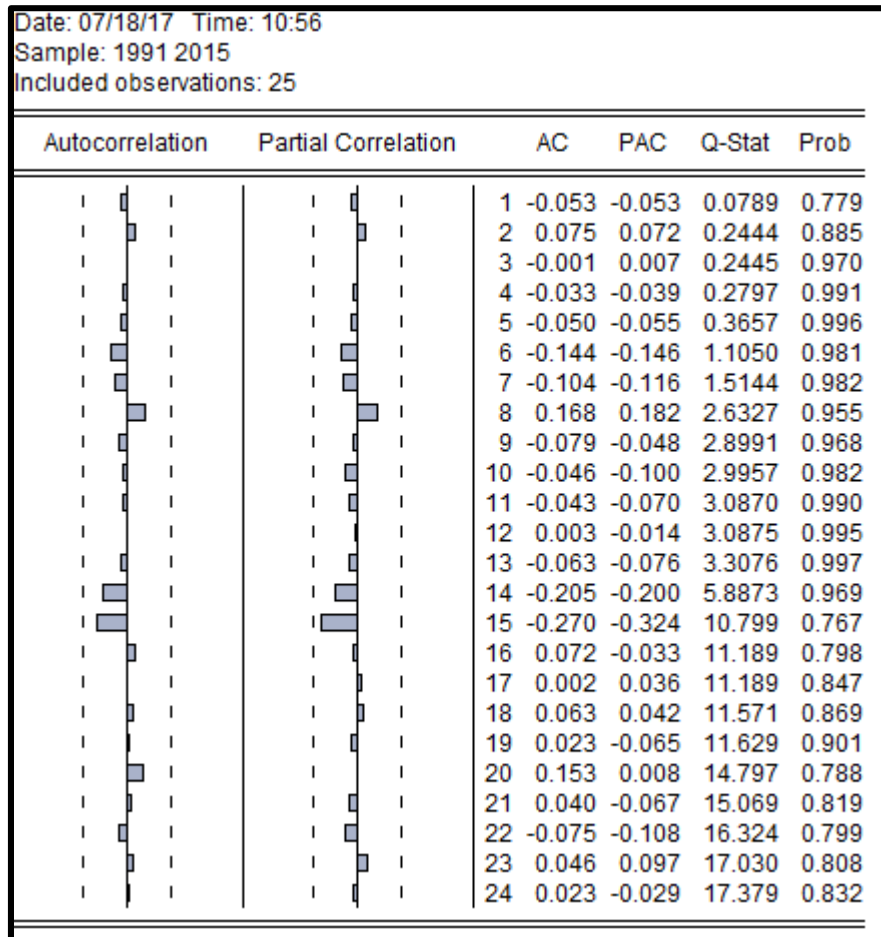 Date: 07/18/17 Time: 10:56
Sample: 1991 2015
Included observations: 25
Autocorrelation Partial Correlation AC PAC Q-Stat Prob
1 -0.053 -0.053 0.0789 0.779
2 0.075 0.072 0.2444 0.885
3 -0.001 0.007 0.2445 0.970
4 -0.033 -0.039 0.2797 0.991
5 -0.050 -0.055 0.3657 0.996
6 -0.144 -0.146 1.1050 0.981
7 -0.104 -0.116 1.5144 0.982
8 0.168 0.182 2.6327 0.955
9 -0.079 -0.048 2.8991 0.968
10 -0.046 -0.100 2.9957 0.982
11 -0.043 -0.070 3.0870 0.990
12 0.003 -0.014 3.0875 0.995
13 -0.063 -0.076 3.3076 0.997
14 -0.205 -0.200 5.8873 0.969
15 -0.270 -0.324 10.799 0.767
16 0.072 -0.033 11.189 0.798
17 0.002 0.036 11.189 0.847
18 0.063 0.042 11.571 0.869
19 0.023 -0.065 11.629 0.901
20 0.153 0.008 14.797 0.788
21 0.040 -0.067 15.069 0.819
22 -0.075 -0.108 16.324 0.799
23 0.046 0.097 17.030 0.808
24 0.023 -0.029 17.379 0.832